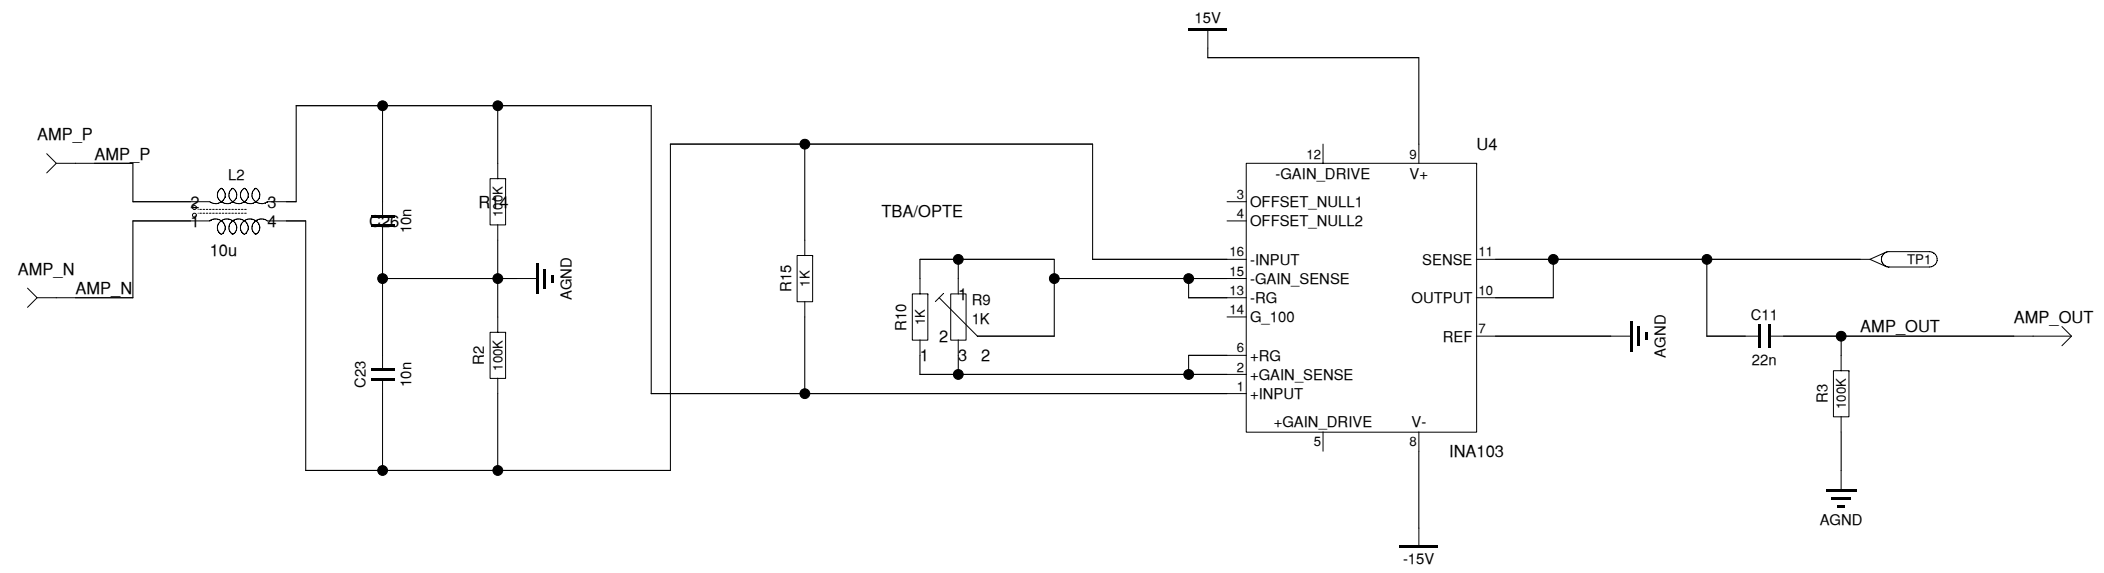 15V
AMP_P
AMP_P
L2
2
3
1
4
10u
AMP_N
AMP_N
C26
10n
R14
100K
AGND
C23
10n
R2
100K
R15
1K
TBA/OPTE
R10
1K
1
R9
1K
2
1
3
2
U4
12
9
-GAIN_DRIVE
V+
3
OFFSET_NULL1
4
OFFSET_NULL2
16
-INPUT
15
-GAIN_SENSE
13
-RG
14
G_100
6
+RG
2
+GAIN_SENSE
1
+INPUT
+GAIN_DRIVE
V-
5
8
SENSE
11
OUTPUT
10
REF
7
INA103
-15V
AGND
TP1
C11
22n
AMP_OUT
AMP_OUT
R3
100K
AGND